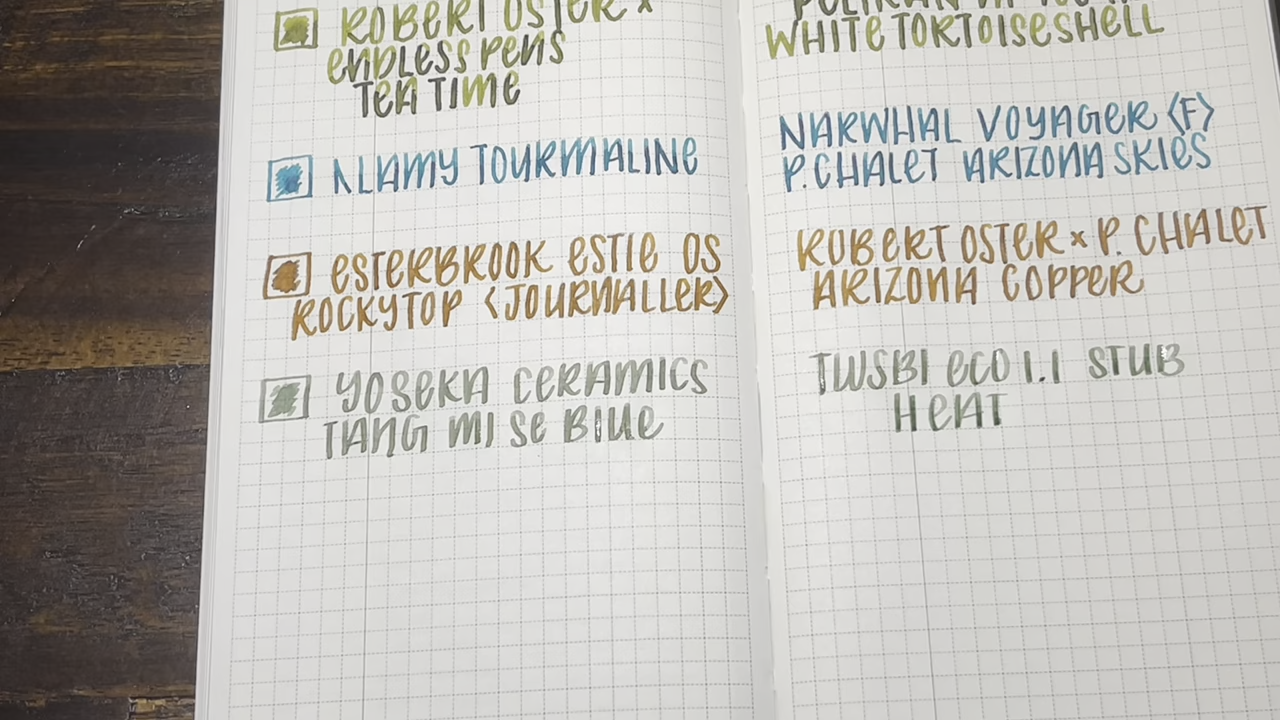 ROBERT OSTER x
enDLess Pens
TEA TIME
LAMY TOURMALINE
eSTERBROOK eSTIe OS
ROCKYTOP <JOURNALLER>
YOSEKA CERAMICS
TANG MI Se BlUe
WHITE TORTOISESHELL
NARWHAL VOYAGER <F>
P. CHALET ARIZONA SKIES
ROBERT OSTER x P. CHALET
ARIZONA COPPER
TWSBI eCO 1.1 STUB
HEAT